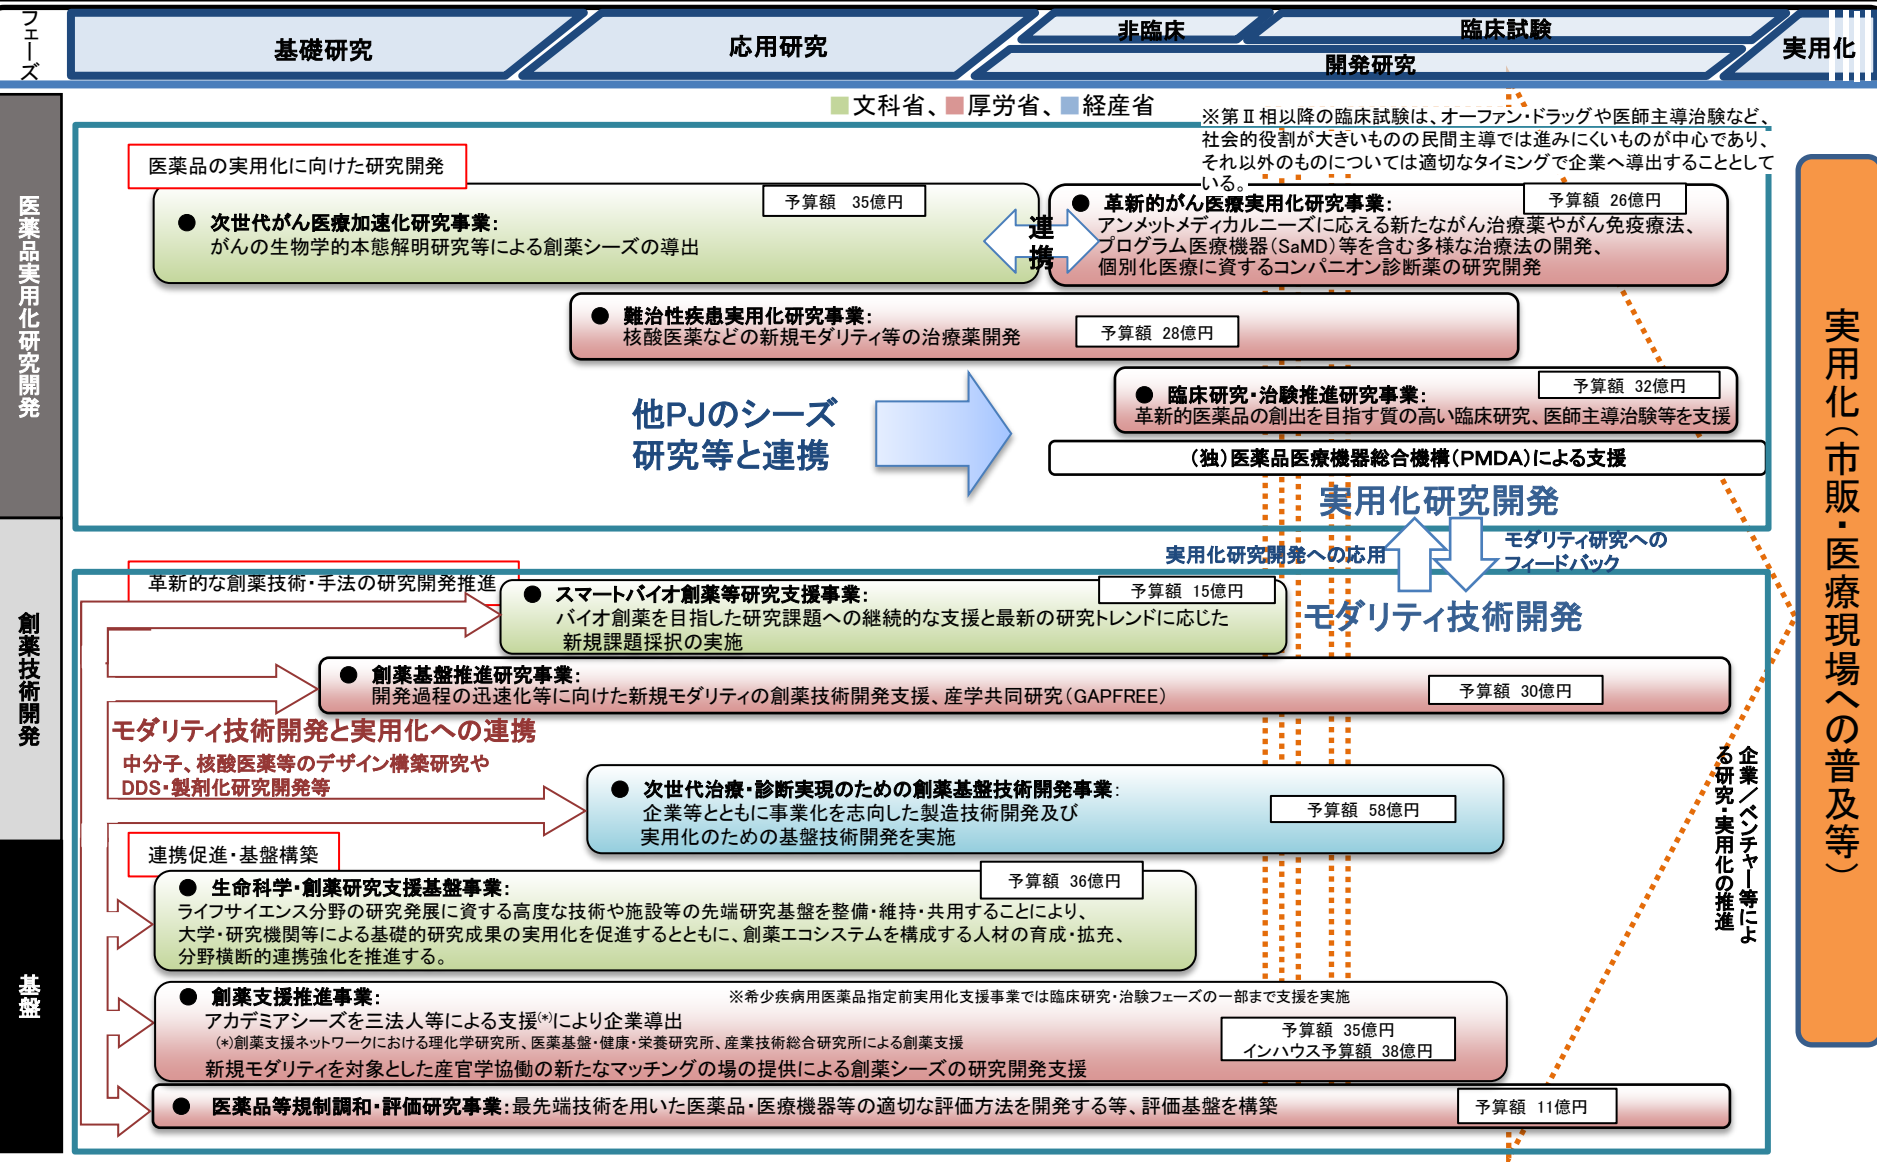 フェーズ
基礎研究
応用研究
非臨床
臨床試験
開発研究
実用化
文科省、厚労省、経産省
※第Ⅱ相以降の臨床試験は、オーファン・ドラッグや医師主導治験など、
社会的役割が大きいものの民間主導では進みにくいものが中心であり、
それ以外のものについては適切なタイミングで企業へ導出することとして
いる。
医薬品実用化研究開発
医薬品の実用化に向けた研究開発
予算額 35億円
● 次世代がん医療加速化研究事業：
がんの生物学的本態解明研究等による創薬シーズの導出
連携
予算額 26億円
● 革新的がん医療実用化研究事業：
アンメットメディカルニーズに応える新たながん治療薬やがん免疫療法、
プログラム医療機器（SaMD）等を含む多様な治療法の開発、
個別化医療に資するコンパニオン診断薬の研究開発
● 難治性疾患実用化研究事業：
核酸医薬などの新規モダリティ等の治療薬開発
予算額 28億円
予算額 32億円
● 臨床研究・治験推進研究事業：
革新的医薬品の創出を目指す質の高い臨床研究、医師主導治験等を支援
他PJのシーズ
研究等と連携
（独）医薬品医療機器総合機構（PMDA）による支援
実用化研究開発
実用化研究開発への応用
モダリティ研究への
フィードバック
モダリティ技術開発
実用化（市販・医療現場への普及等）
創薬技術開発
革新的な創薬技術・手法の研究開発推進
● スマートバイオ創薬等研究支援事業：
予算額 15億円
バイオ創薬を目指した研究課題への継続的な支援と最新の研究トレンドに応じた
新規課題採択の実施
● 創薬基盤推進研究事業：
開発過程の迅速化等に向けた新規モダリティの創薬技術開発支援、産学共同研究（GAPFREE）
予算額 30億円
モダリティ技術開発と実用化への連携
中分子、核酸医薬等のデザイン構築研究や
DDS・製剤化研究開発等
● 次世代治療・診断実現のための創薬基盤技術開発事業：
企業等とともに事業化を志向した製造技術開発及び
実用化のための基盤技術開発を実施
予算額 58億円
企業／ベンチャー等によ
る研究・実用化の推進
基盤
連携促進・基盤構築
● 生命科学・創薬研究支援基盤事業：
予算額 36億円
ライフサイエンス分野の研究発展に資する高度な技術や施設等の先端研究基盤を整備・維持・共用することにより、
大学・研究機関等による基礎的研究成果の実用化を促進するとともに、創薬エコシステムを構成する人材の育成・拡充、
分野横断的連携強化を推進する。
● 創薬支援推進事業：
※希少疾病用医薬品指定前実用化支援事業では臨床研究・治験フェーズの一部まで支援を実施
アカデミアシーズを三法人等による支援(*)により企業導出
(*)創薬支援ネットワークにおける理化学研究所、医薬基盤・健康・栄養研究所、産業技術総合研究所による創薬支援
予算額 35億円
インハウス予算額 38億円
新規モダリティを対象とした産官学協働の新たなマッチングの場の提供による創薬シーズの研究開発支援
● 医薬品等規制調和・評価研究事業：最先端技術を用いた医薬品・医療機器等の適切な評価方法を開発する等、評価基盤を構築
予算額 11億円